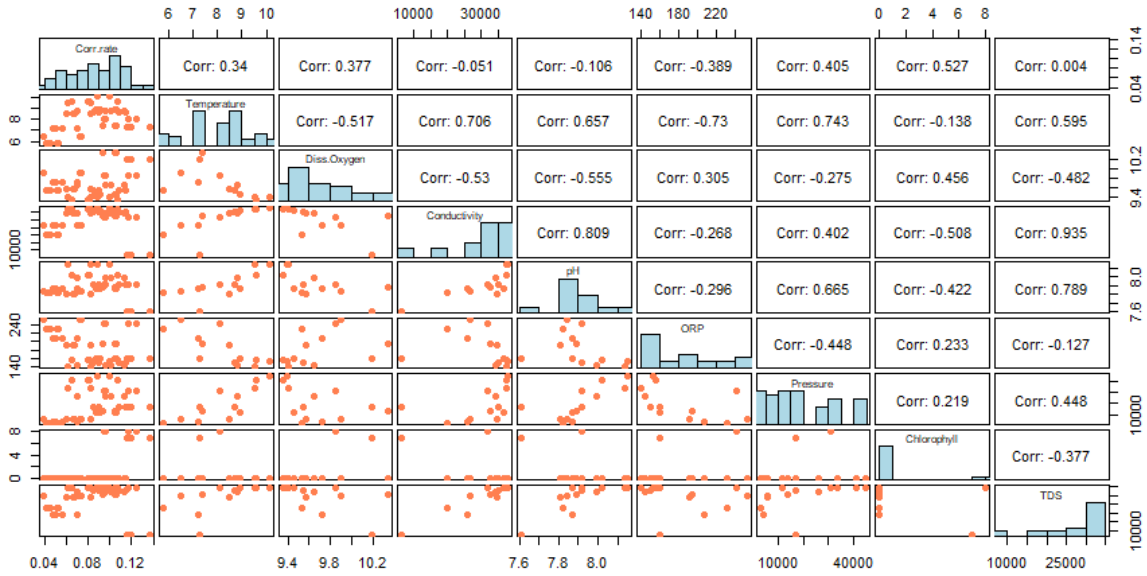 6 7 8 9 10 10000 30000 140 180 220 0 2 4 6 8
Corr.rate Corr: 0.34 Corr: 0.377 Corr: -0.051 Corr: -0.106 Corr: -0.389 Corr: 0.405 Corr: 0.527 Corr: 0.004 0.04 0.14
6 8 Temperature Corr: -0.517 Corr: 0.706 Corr: 0.657 Corr: -0.73 Corr: 0.743 Corr: -0.138 Corr: 0.595
Diss.Oxygen Corr: -0.53 Corr: -0.555 Corr: 0.305 Corr: -0.275 Corr: 0.456 Corr: -0.482 9.4 10.2
10000 Conductivity Corr: 0.809 Corr: -0.268 Corr: 0.402 Corr: -0.508 Corr: 0.935
pH Corr: -0.296 Corr: 0.665 Corr: -0.422 Corr: 0.789 7.6 8.0
140 240 ORP Corr: -0.448 Corr: 0.233 Corr: -0.127
Pressure Corr: 0.219 Corr: 0.448 10000
0 4 8 Chlorophyll Corr: -0.377
TDS 10000
0.04 0.08 0.12 9.4 9.8 10.2 7.6 7.8 8.0 10000 40000 10000 25000